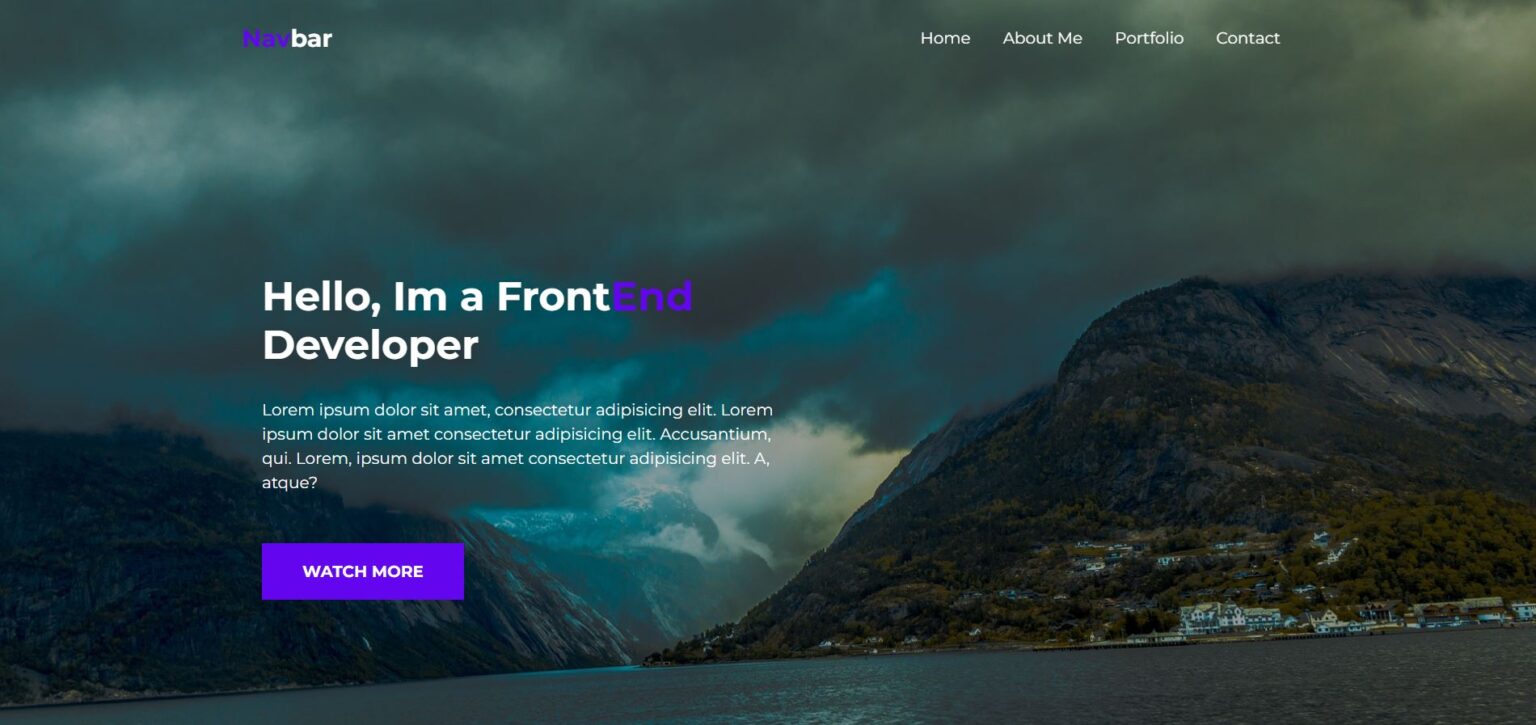 Navbar
Home
About Me
Portfolio
Contact
Hello, Im a FrontEnd
Developer
Lorem ipsum dolor sit amet, consectetur adipisicing elit. Lorem
ipsum dolor sit amet consectetur adipisicing elit. Accusantium,
qui. Lorem, ipsum dolor sit amet consectetur adipisicing elit. A,
atque?
WATCH MORE